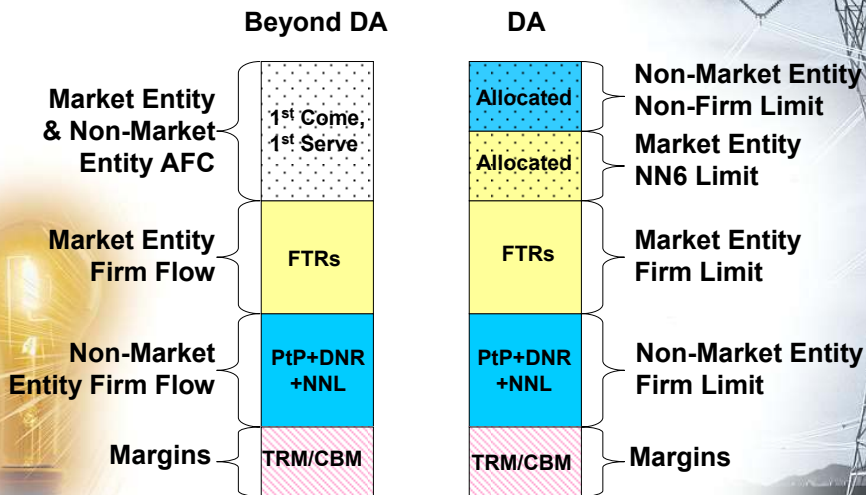 Beyond DA
DA
Market Entity
& Non-Market
Entity AFC
1st Come,
1st Serve
Allocated
Non-Market Entity
Non-Firm Limit
Allocated
Market Entity
NN6 Limit
Market Entity
Firm Flow
FTRs
FTRs
Market Entity
Firm Limit
Non-Market
Entity Firm Flow
PtP+DNR
+NNL
PtP+DNR
+NNL
Non-Market Entity
Firm Limit
Margins
TRM/CBM
TRM/CBM
Margins